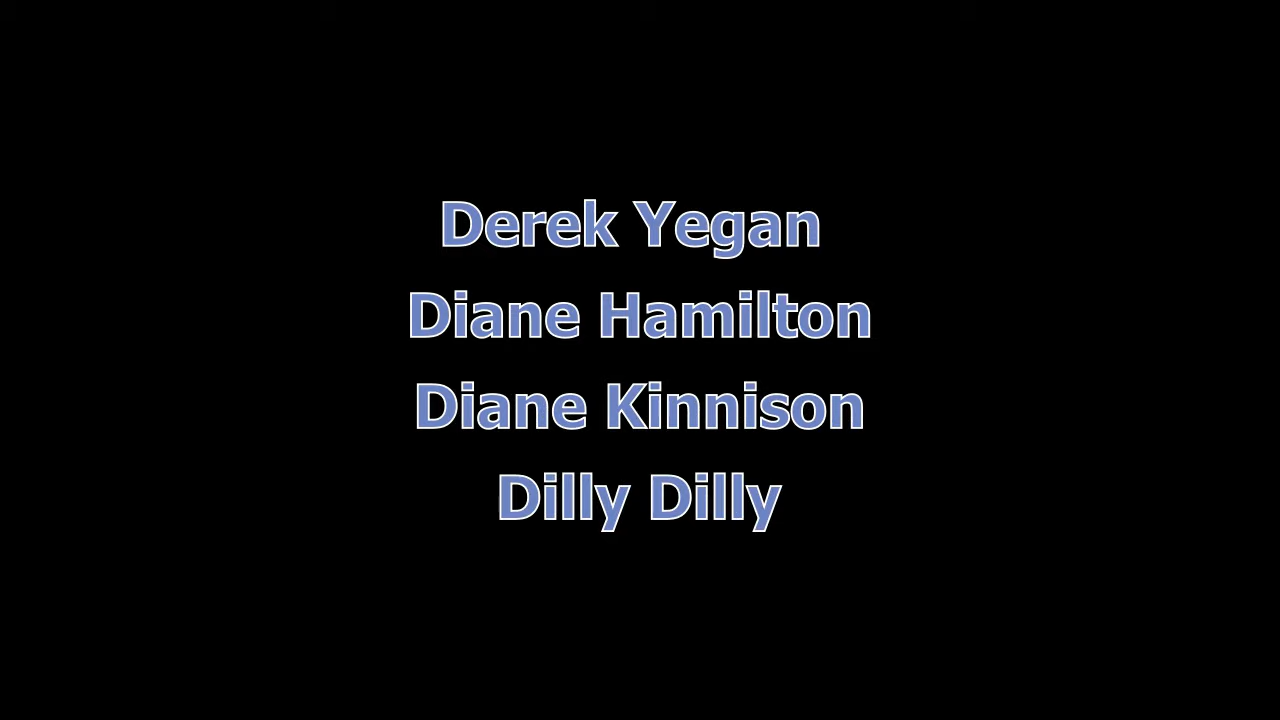 Derek Yegan
Diane Hamilton
Diane Kinnison
Dilly Dilly